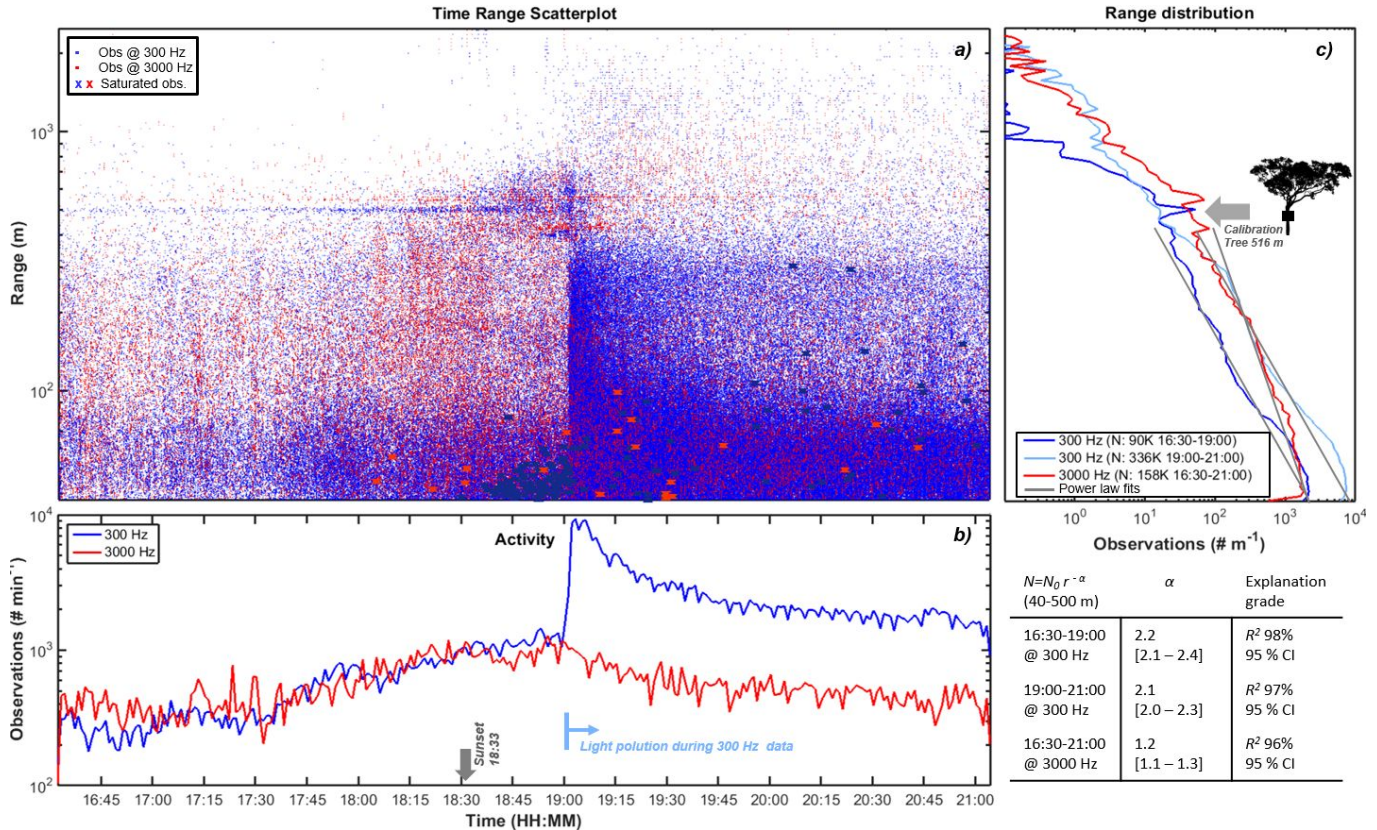 Time Range Scatterplot
Obs @ 300 Hz
Obs @ 3000 Hz
x x Saturated obs.
a)
Range (m)
10³
10²
Range distribution
c)
Calibration
Tree 516 m
300 Hz (N: 90K 16:30-19:00)
300 Hz (N: 336K 19:00-21:00)
3000 Hz (N: 158K 16:30-21:00)
Power law fits
10⁰ 10¹ 10² 10³ 10⁴
Observations (# m⁻¹)
Activity
b)
300 Hz
3000 Hz
Observations (# min⁻¹)
10⁴
10³
10²
Sunset
18:33
Light polution during 300 Hz data
16:45 17:00 17:15 17:30 17:45 18:00 18:15 18:30 18:45 19:00 19:15 19:30 19:45 20:00 20:15 20:30 20:45 21:00
Time (HH:MM)
N=N₀ r⁻ᵅ α Explanation
(40-500 m) grade
16:30-19:00 2.2 R² 98%
@ 300 Hz [2.1 – 2.4] 95 % CI
19:00-21:00 2.1 R² 97%
@ 300 Hz [2.0 – 2.3] 95 % CI
16:30-21:00 1.2 R² 96%
@ 3000 Hz [1.1 – 1.3] 95 % CI